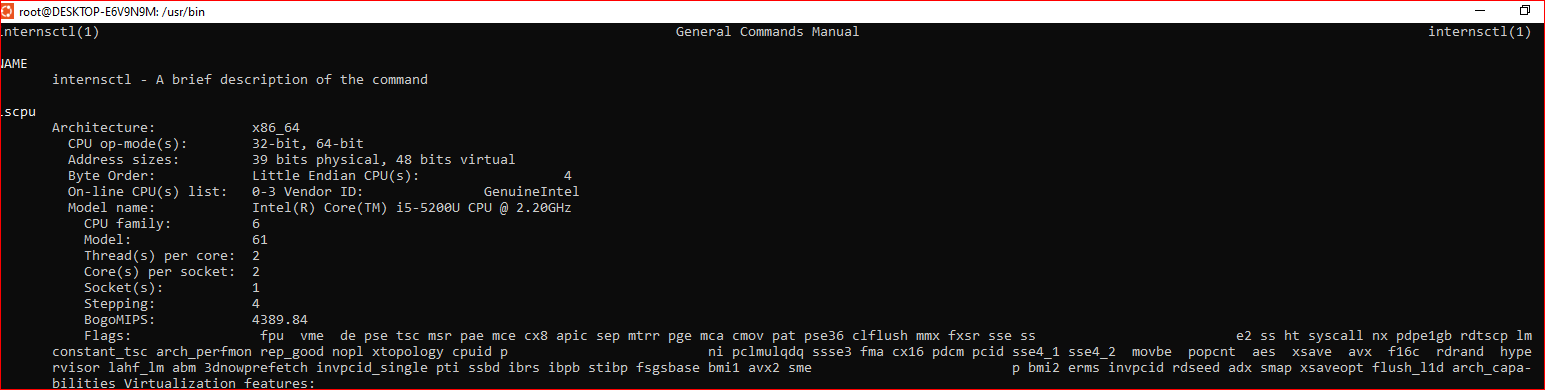 root@DESKTOP-E6V9N9M: /usr/bin
internsctl(1) General Commands Manual internsctl(1)
NAME
internsctl - A brief description of the command
lscpu
Architecture: x86_64
CPU op-mode(s): 32-bit, 64-bit
Address sizes: 39 bits physical, 48 bits virtual
Byte Order: Little Endian CPU(s): 4
On-line CPU(s) list: 0-3 Vendor ID: GenuineIntel
Model name: Intel(R) Core(TM) i5-5200U CPU @ 2.20GHz
CPU family: 6
Model: 61
Thread(s) per core: 2
Core(s) per socket: 2
Socket(s): 1
Stepping: 4
BogoMIPS: 4389.84
Flags: fpu vme de pse tsc msr pae mce cx8 apic sep mtrr pge mca cmov pat pse36 clflush mmx fxsr sse ss e2 ss ht syscall nx pdpe1gb rdtscp lm
constant_tsc arch_perfmon rep_good nopl xtopology cpuid p ni pclmulqdq ssse3 fma cx16 pdcm pcid sse4_1 sse4_2 movbe popcnt aes xsave avx f16c rdrand hype
rvisor lahf_lm abm 3dnowprefetch invpcid_single pti ssbd ibrs ibpb stibp fsgsbase bmi1 avx2 sme p bmi2 erms invpcid rdseed adx smap xsaveopt flush_l1d arch_capa-
bilities Virtualization features: